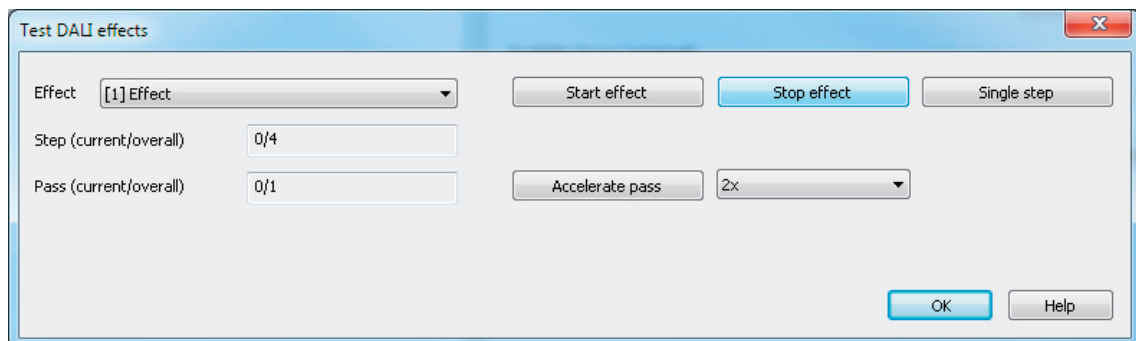 Test DALI effects
Effect [1] Effect Start effect Stop effect Single step
Step (current/overall) 0/4
Pass (current/overall) 0/1 Accelerate pass 2x
OK Help